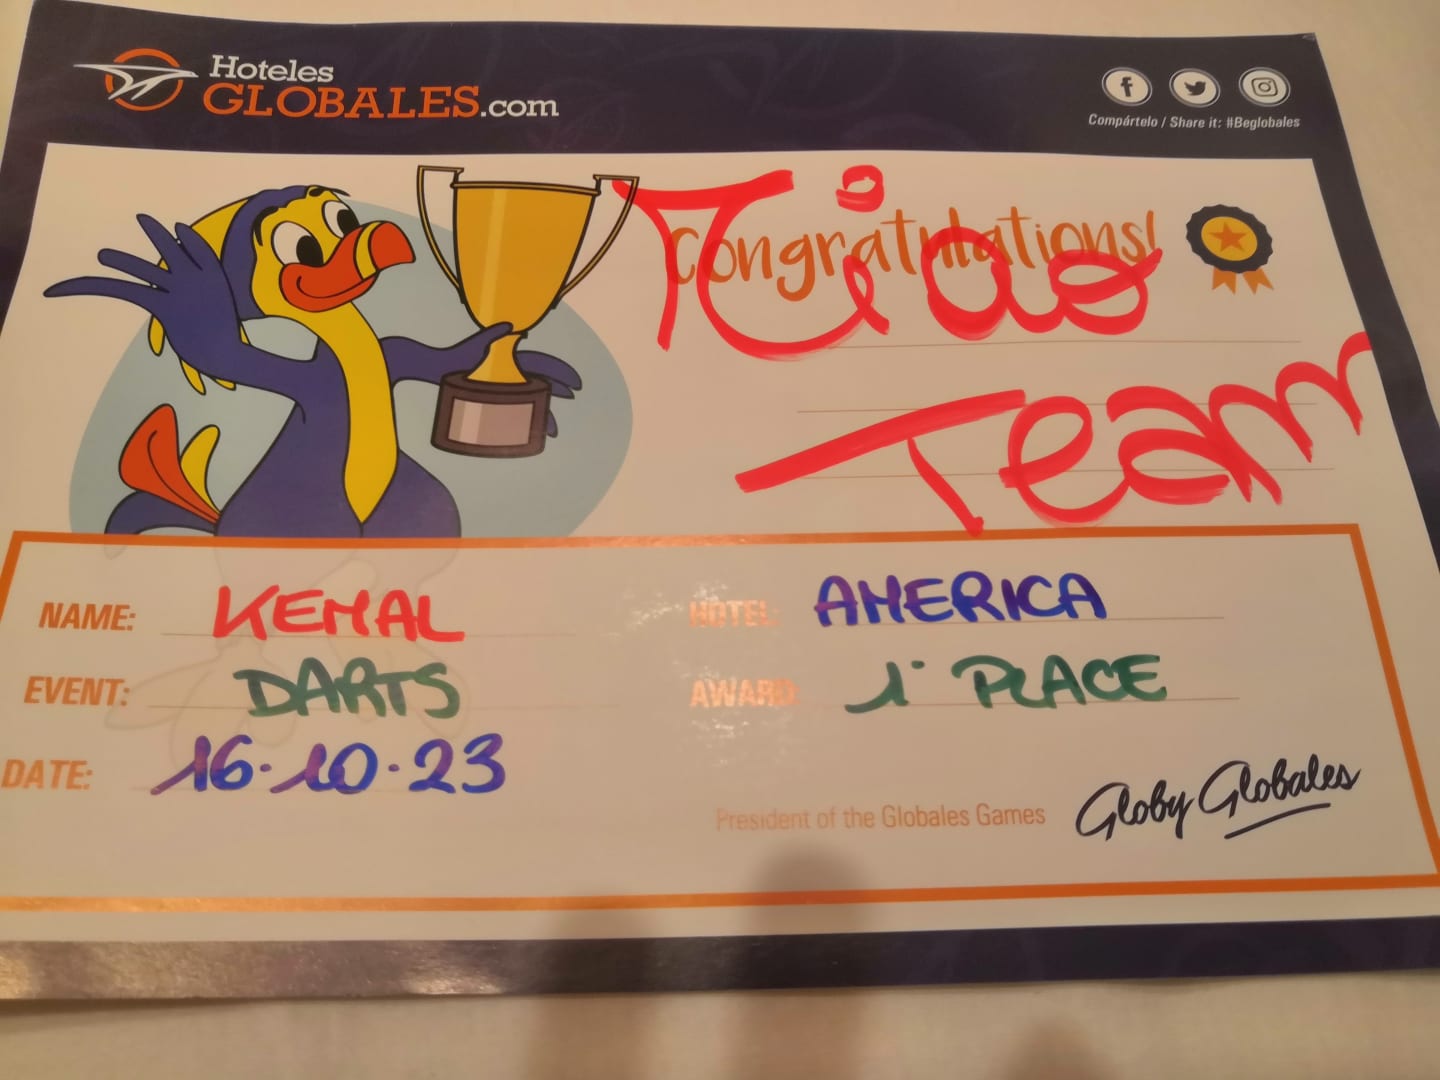 Hoteles
GLOBALES.com
Compártelo / Share it: #Beglobales
Congratulations!
Team
NAME: KEMAL
HOTEL: AMERICA
EVENT: DARTS
AWARD: 1° PLACE
DATE: 16.10.23
President of the Globales Games
Globy Globales